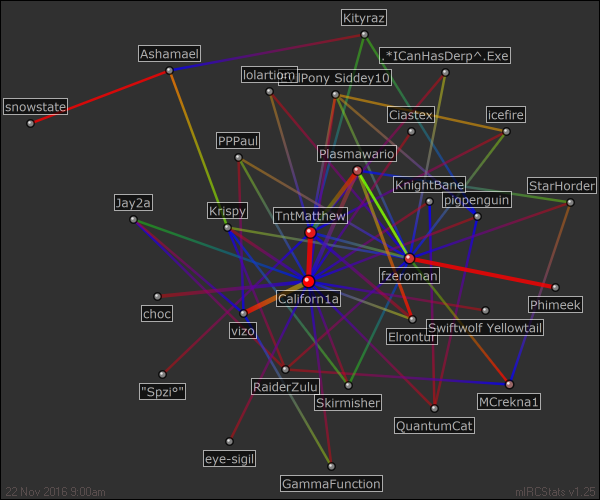 Kityraz
Ashamael
.*ICanHasDerp^.Exe
lolartiom
Pony Siddey10
snowstate
Ciastex
icefire
PPPaul
Plasmawario
KnightBane
StarHorder
pigpenguin
Jay2a
Krispy
TntMatthew
fzeroman
Californ1a
choc
Phimeek
vizo
Elrontur
Swiftwolf Yellowtail
"Spzi°"
RaiderZulu
Skirmisher
MCrekna1
QuantumCat
eye-sigil
GammaFunction
22 Nov 2016 9:00am
mIRCStats v1.25